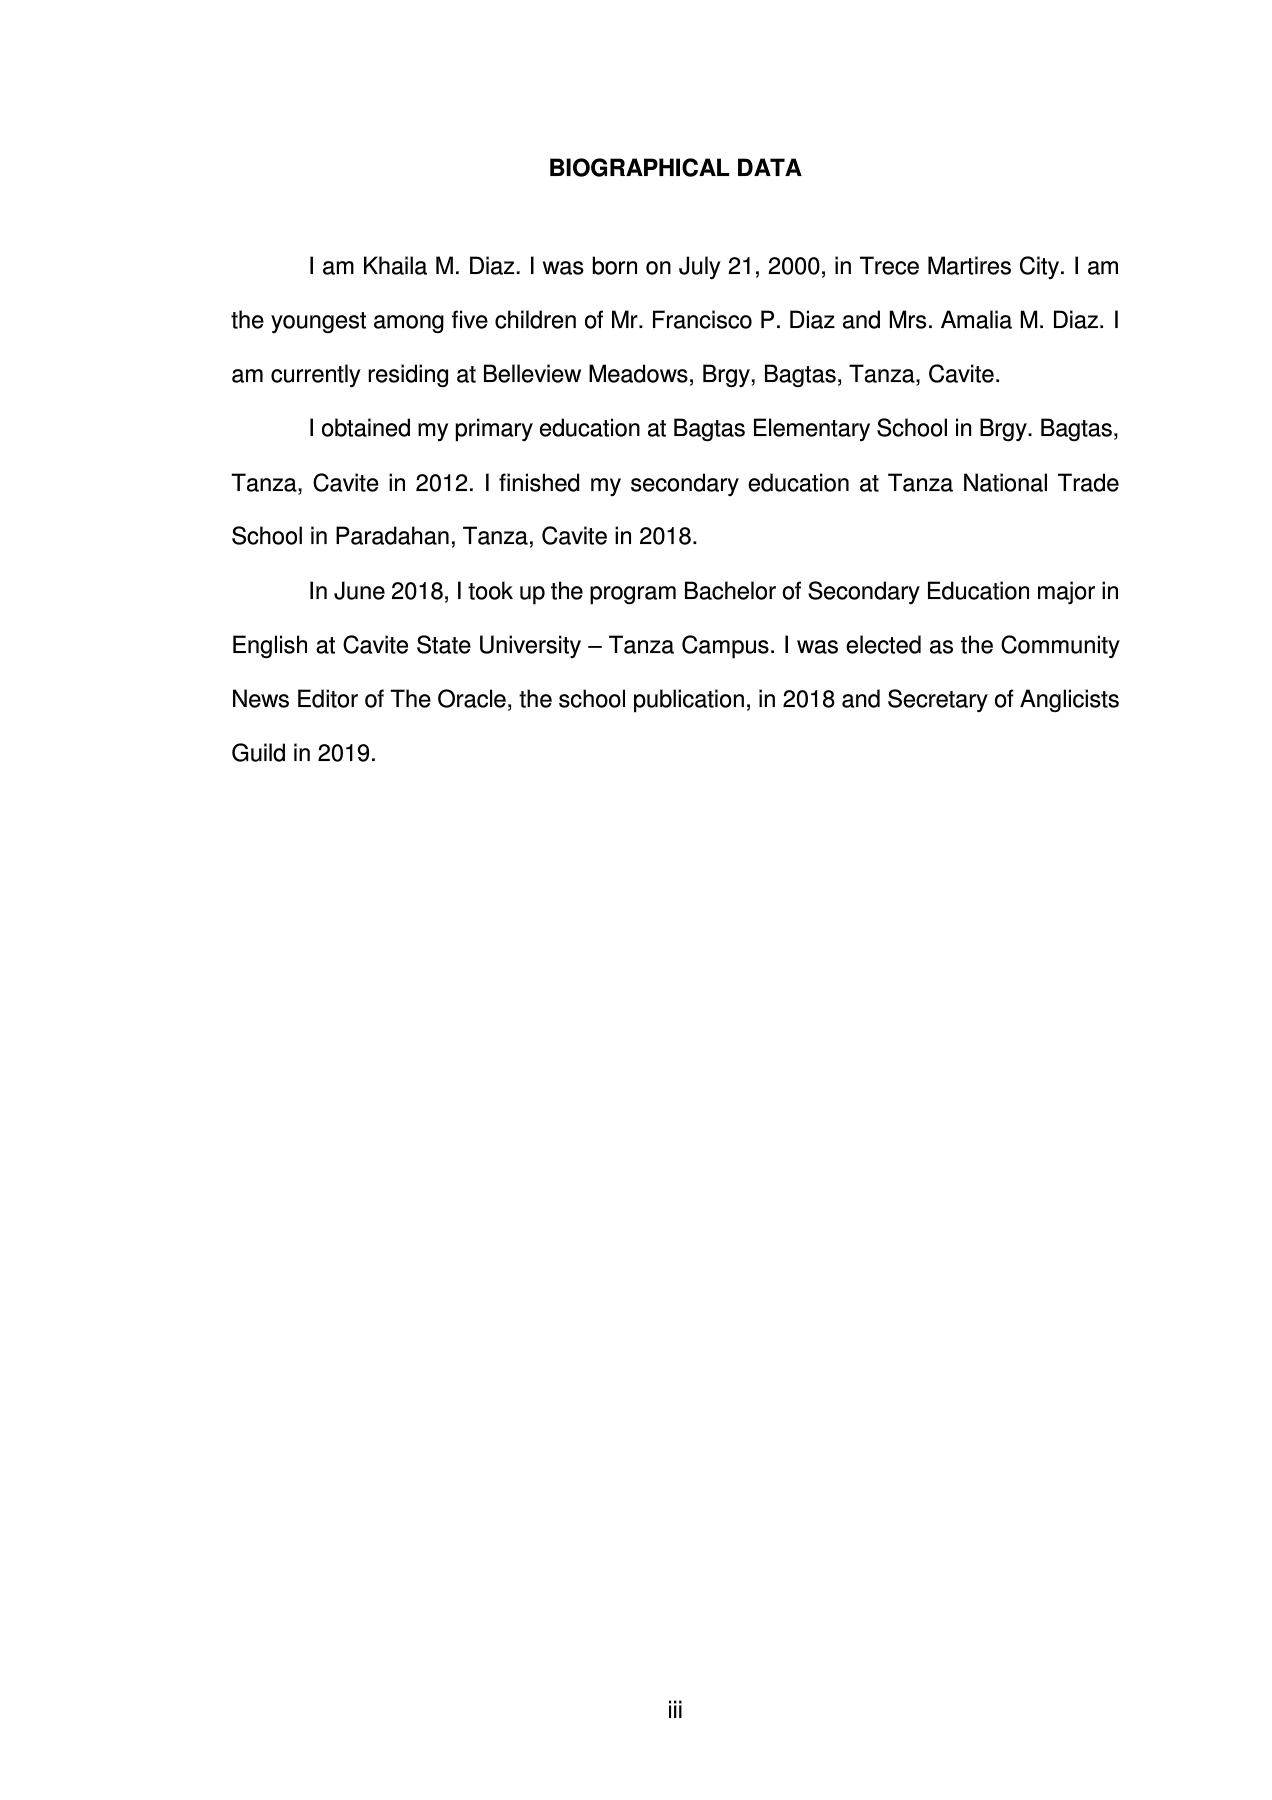 BIOGRAPHICAL DATA
I am Khaila M. Diaz. I was born on July 21, 2000, in Trece Martires City. I am
the youngest among five children of Mr. Francisco P. Diaz and Mrs. Amalia M. Diaz. I
am currently residing at Belleview Meadows, Brgy, Bagtas, Tanza, Cavite.
I obtained my primary education at Bagtas Elementary School in Brgy. Bagtas,
Tanza, Cavite in 2012. I finished my secondary education at Tanza National Trade
School in Paradahan, Tanza, Cavite in 2018.
In June 2018, I took up the program Bachelor of Secondary Education major in
English at Cavite State University – Tanza Campus. I was elected as the Community
News Editor of The Oracle, the school publication, in 2018 and Secretary of Anglicists
Guild in 2019.
iii